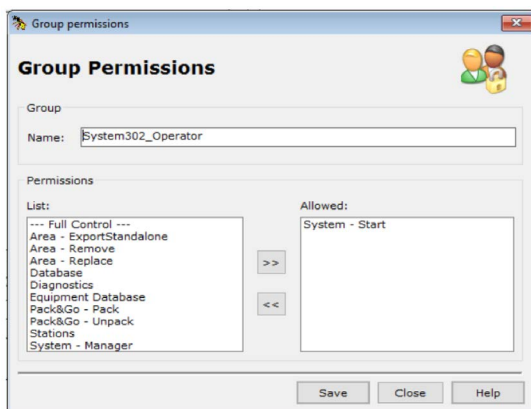 Group permissions
Group Permissions
Group
Name: System302_Operator
Permissions
List:
Allowed:
--- Full Control ---
Area - ExportStandalone
Area - Remove
Area - Replace
Database
Diagnostics
Equipment Database
Pack&Go - Pack
Pack&Go - Unpack
Stations
System - Manager
System - Start
>>
<<
Save Close Help